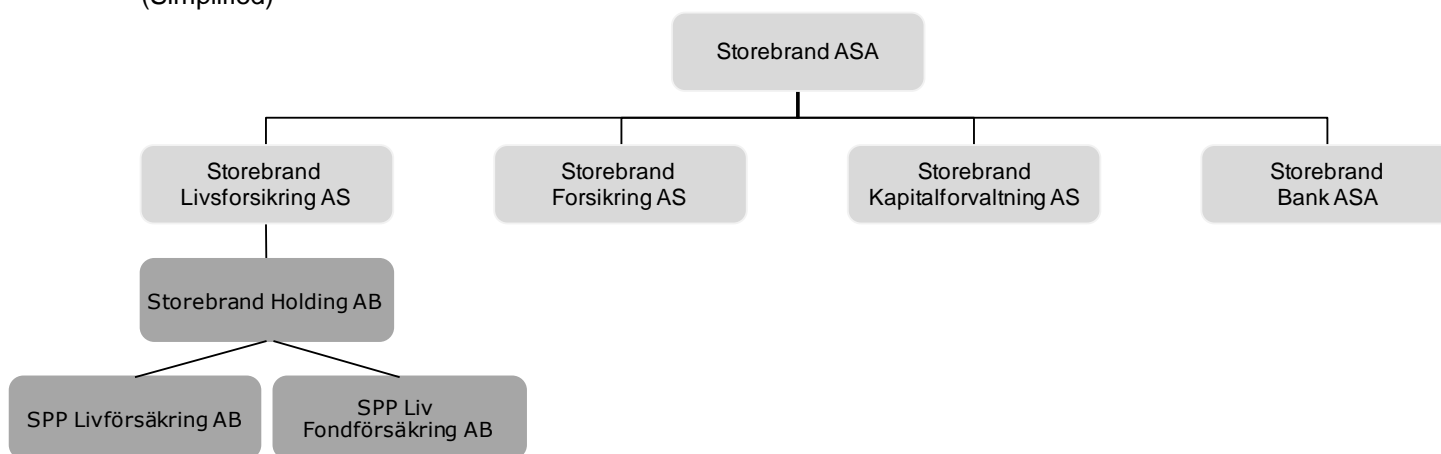 (Simplified)
Storebrand ASA
Storebrand
Livsforsikring AS
Storebrand
Forsikring AS
Storebrand
Kapitalforvaltning AS
Storebrand
Bank ASA
Storebrand Holding AB
SPP Livförsäkring AB
SPP Liv
Fondförsäkring AB